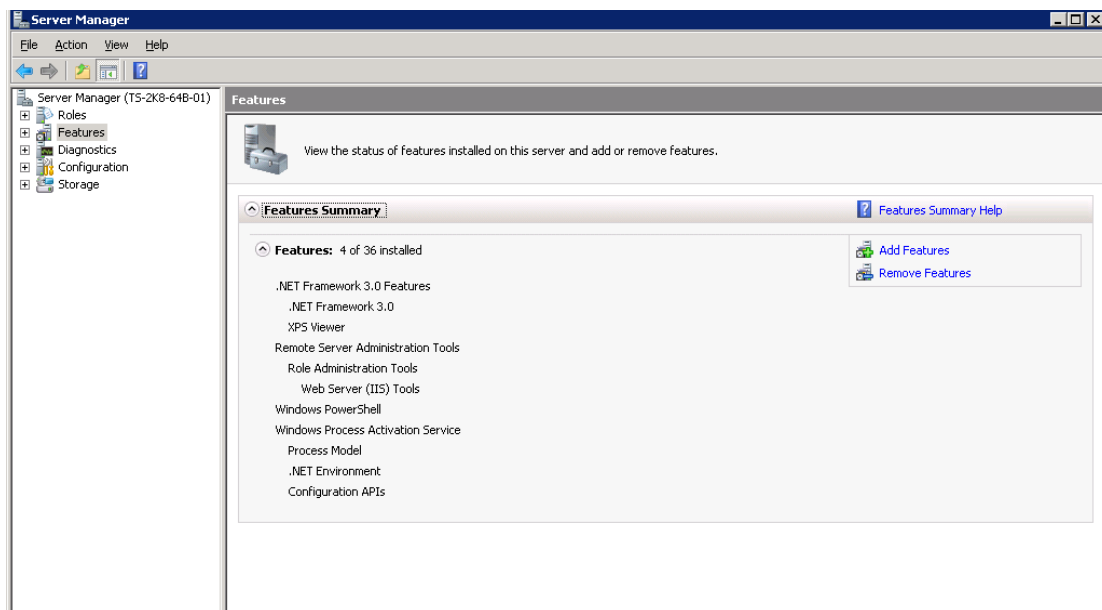 Server Manager
File Action View Help
Server Manager (TS-2K8-64B-01)
Roles
Features
Diagnostics
Configuration
Storage
Features
View the status of features installed on this server and add or remove features.
Features Summary
Features Summary Help
Features: 4 of 36 installed
Add Features
Remove Features
.NET Framework 3.0 Features
.NET Framework 3.0
XPS Viewer
Remote Server Administration Tools
Role Administration Tools
Web Server (IIS) Tools
Windows PowerShell
Windows Process Activation Service
Process Model
.NET Environment
Configuration APIs